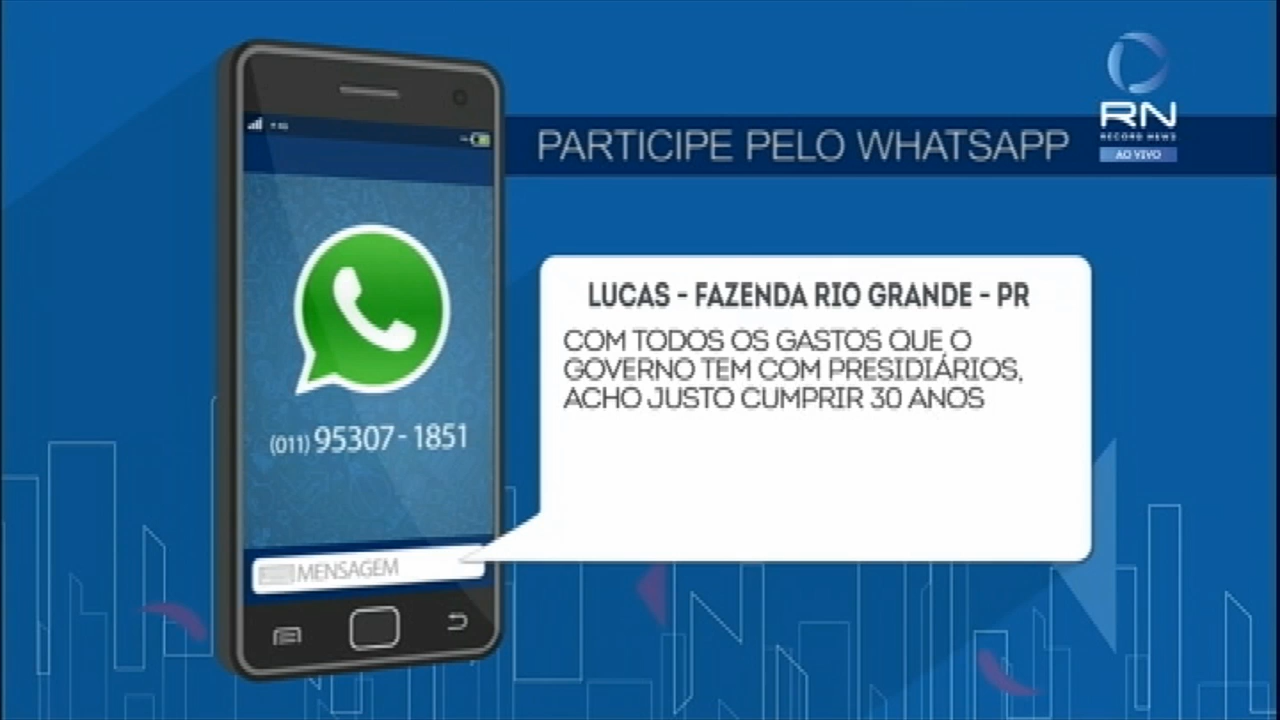 PARTICIPE PELO WHATSAPP
RN
RECORD NEWS
AO VIVO
LUCAS - FAZENDA RIO GRANDE - PR
COM TODOS OS GASTOS QUE O
GOVERNO TEM COM PRESIDIÁRIOS,
ACHO JUSTO CUMPRIR 30 ANOS
(011) 95307-1851
MENSAGEM